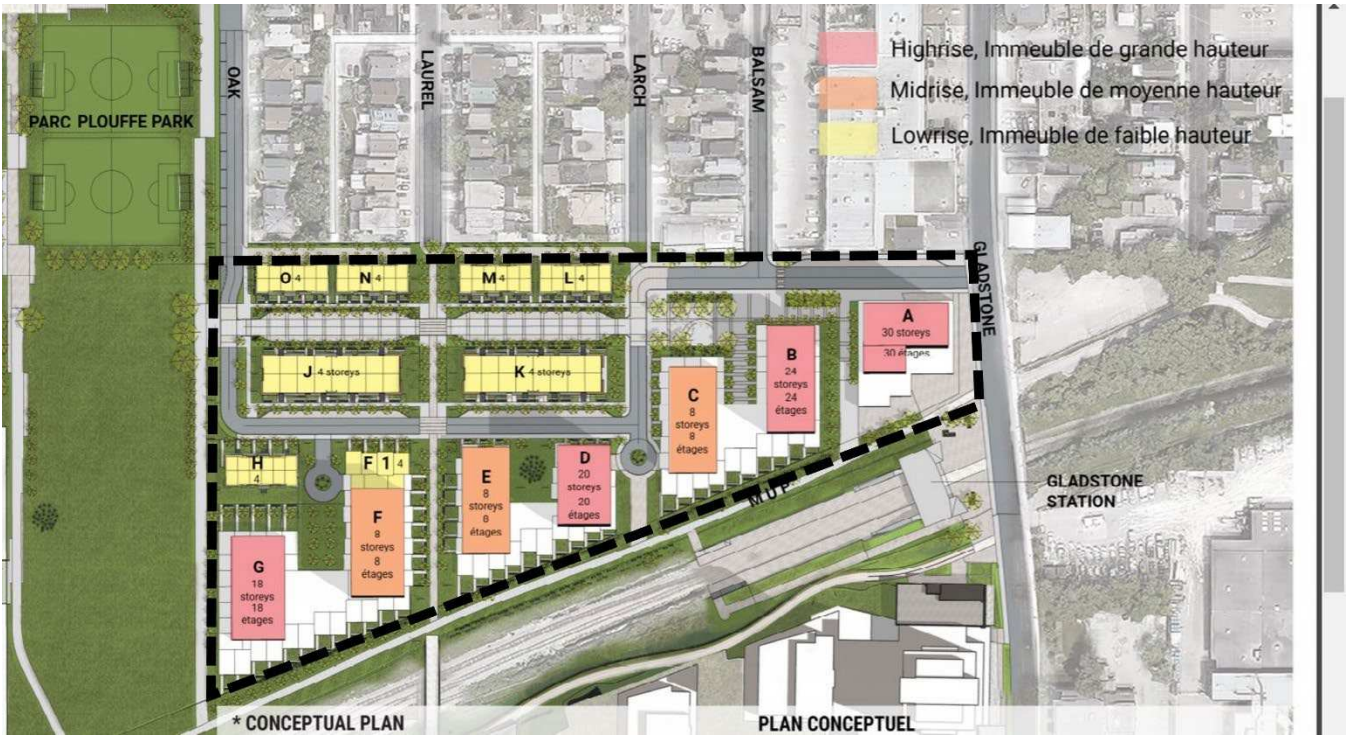 Highrise, Immeuble de grande hauteur
Midrise, Immeuble de moyenne hauteur
Lowrise, Immeuble de faible hauteur
PARC PLOUFFE PARK
OAK
LAUREL
LARCH
BALSAM
GLADSTONE
O 4
N 4
M 4
L 4
A
30 storeys
30 étages
B
24
storeys
24
étages
J 4 storeys
K 4 storeys
C
8
storeys
8
étages
H
4
F 1 4
E
8
storeys
8
étages
D
20
storeys
20
étages
F
8
storeys
8
étages
G
18
storeys
18
étages
MUP
GLADSTONE
STATION
* CONCEPTUAL PLAN
PLAN CONCEPTUEL